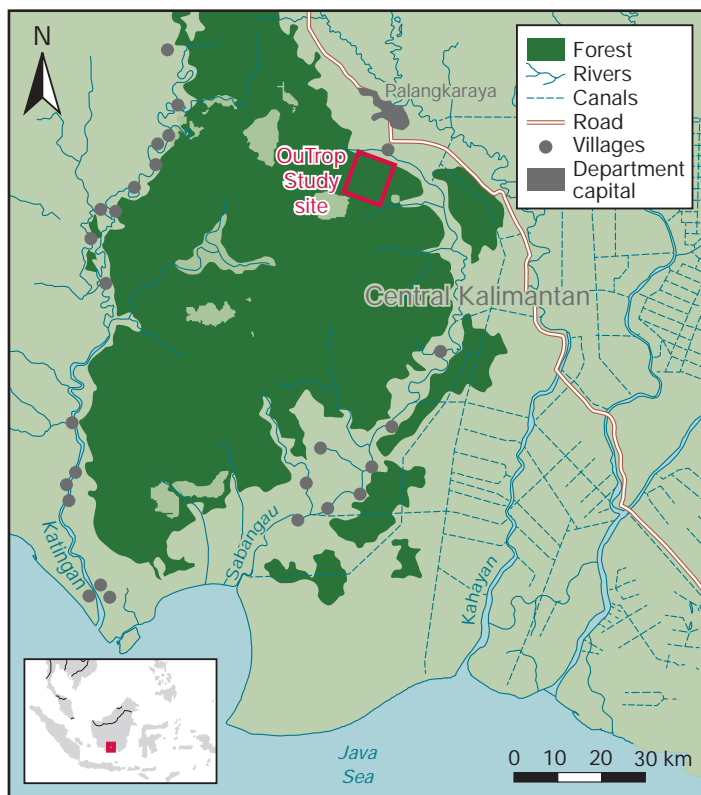 N
Palangkaraya
OuTrop
Study
site
Forest
Rivers
Canals
Road
Villages
Department
capital
Central Kalimantan
Katingan
Sabangau
Kahayan
Java
Sea
0 10 20 30 km